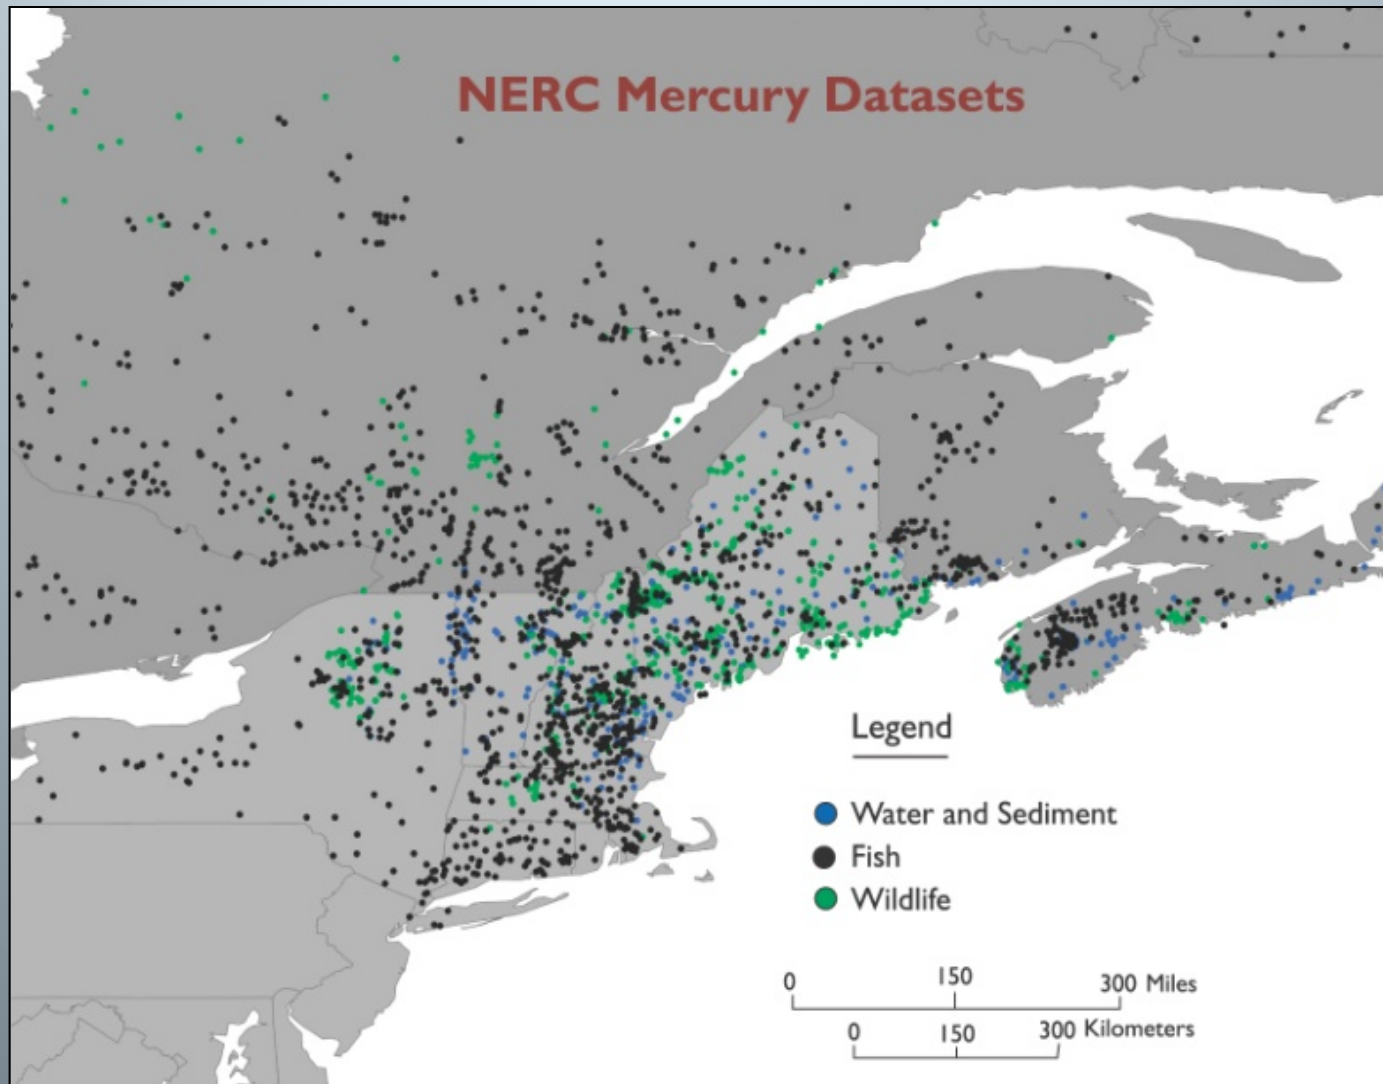 NERC Mercury Datasets
Legend
Water and Sediment
Fish
Wildlife
0 150 300 Miles
0 150 300 Kilometers